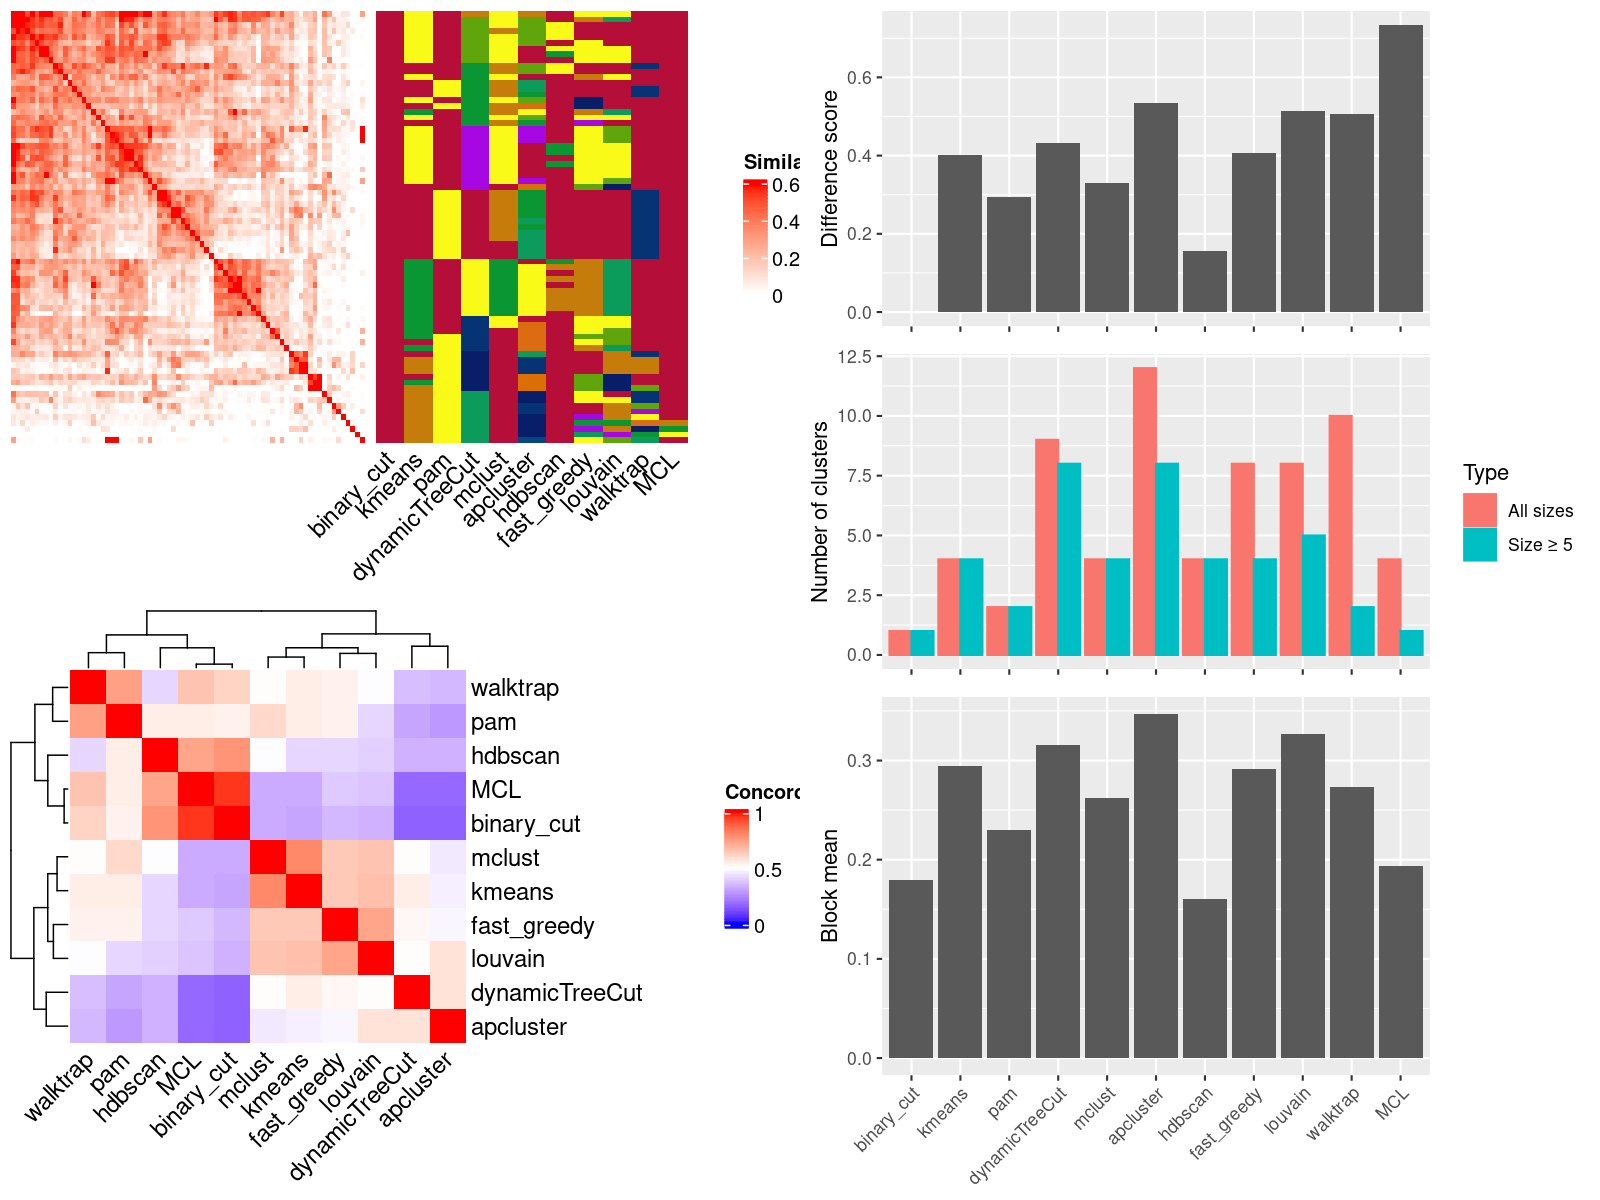 Simila
0.6
0.4
0.2
0
binary_cut
kmeans
pam
dynamicTreeCut
mclust
apcluster
hdbscan
fast_greedy
louvain
walktrap
MCL
walktrap
pam
hdbscan
MCL
binary_cut
mclust
kmeans
fast_greedy
louvain
dynamicTreeCut
apcluster
walktrap
pam
hdbscan
MCL
binary_cut
mclust
kmeans
fast_greedy
louvain
dynamicTreeCut
apcluster
Concord
1
0.5
0
Difference score
0.6
0.4
0.2
0.0
Number of clusters
12.5
10.0
7.5
5.0
2.5
0.0
Type
All sizes
Size ≥ 5
Block mean
0.3
0.2
0.1
0.0
binary_cut
kmeans
pam
dynamicTreeCut
mclust
apcluster
hdbscan
fast_greedy
louvain
walktrap
MCL